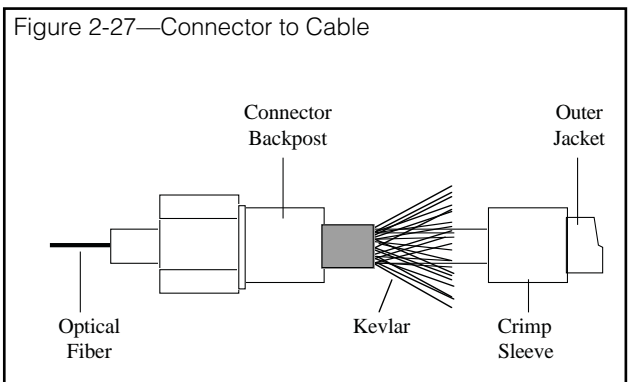 Figure 2-27—Connector to Cable
Connector
Backpost
Outer
Jacket
Optical
Fiber
Kevlar
Crimp
Sleeve